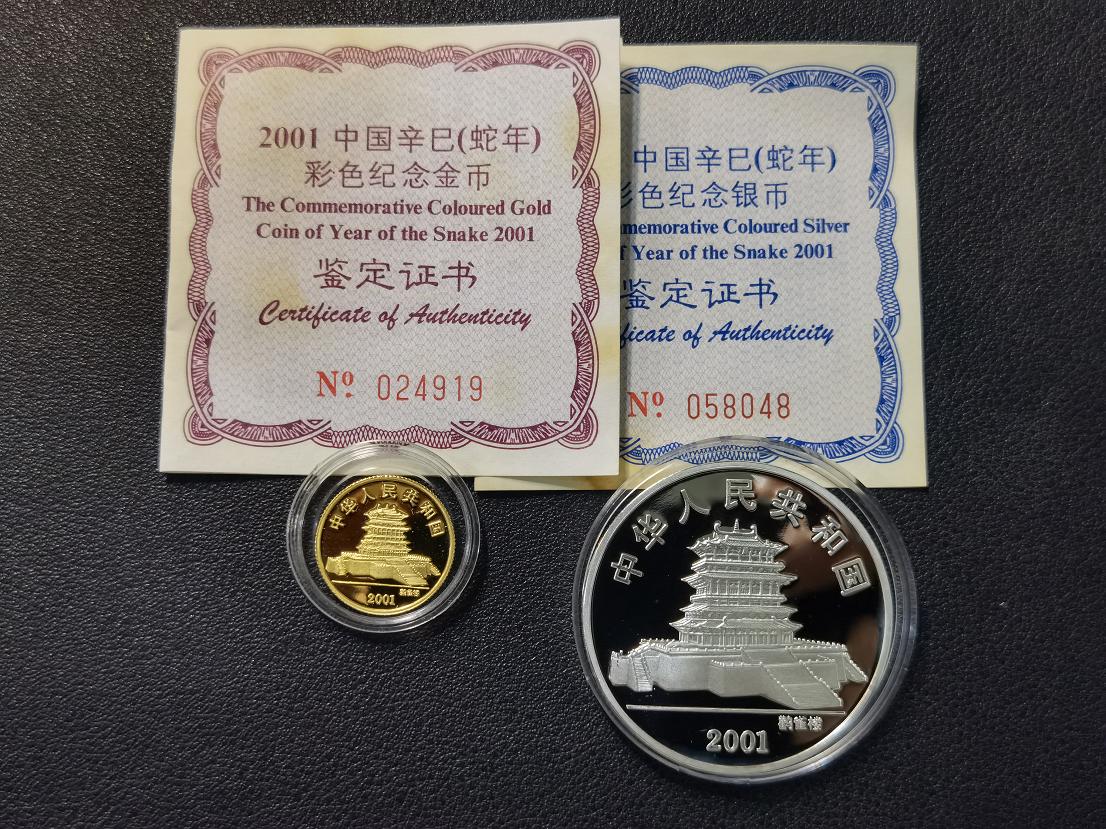 2001 中国辛巳(蛇年)
彩色纪念金币
The Commemorative Coloured Gold
Coin of Year of the Snake 2001
鉴定证书
Certificate of Authenticity
Nº 024919
中国辛巳(蛇年)
色纪念银币
Coloured Silver
Year of the Snake 2001
鉴定证书
of Authenticity
Nº 058048
中华人民共和国
2001
鹳雀楼
中华人民共和国
鹳雀楼
2001